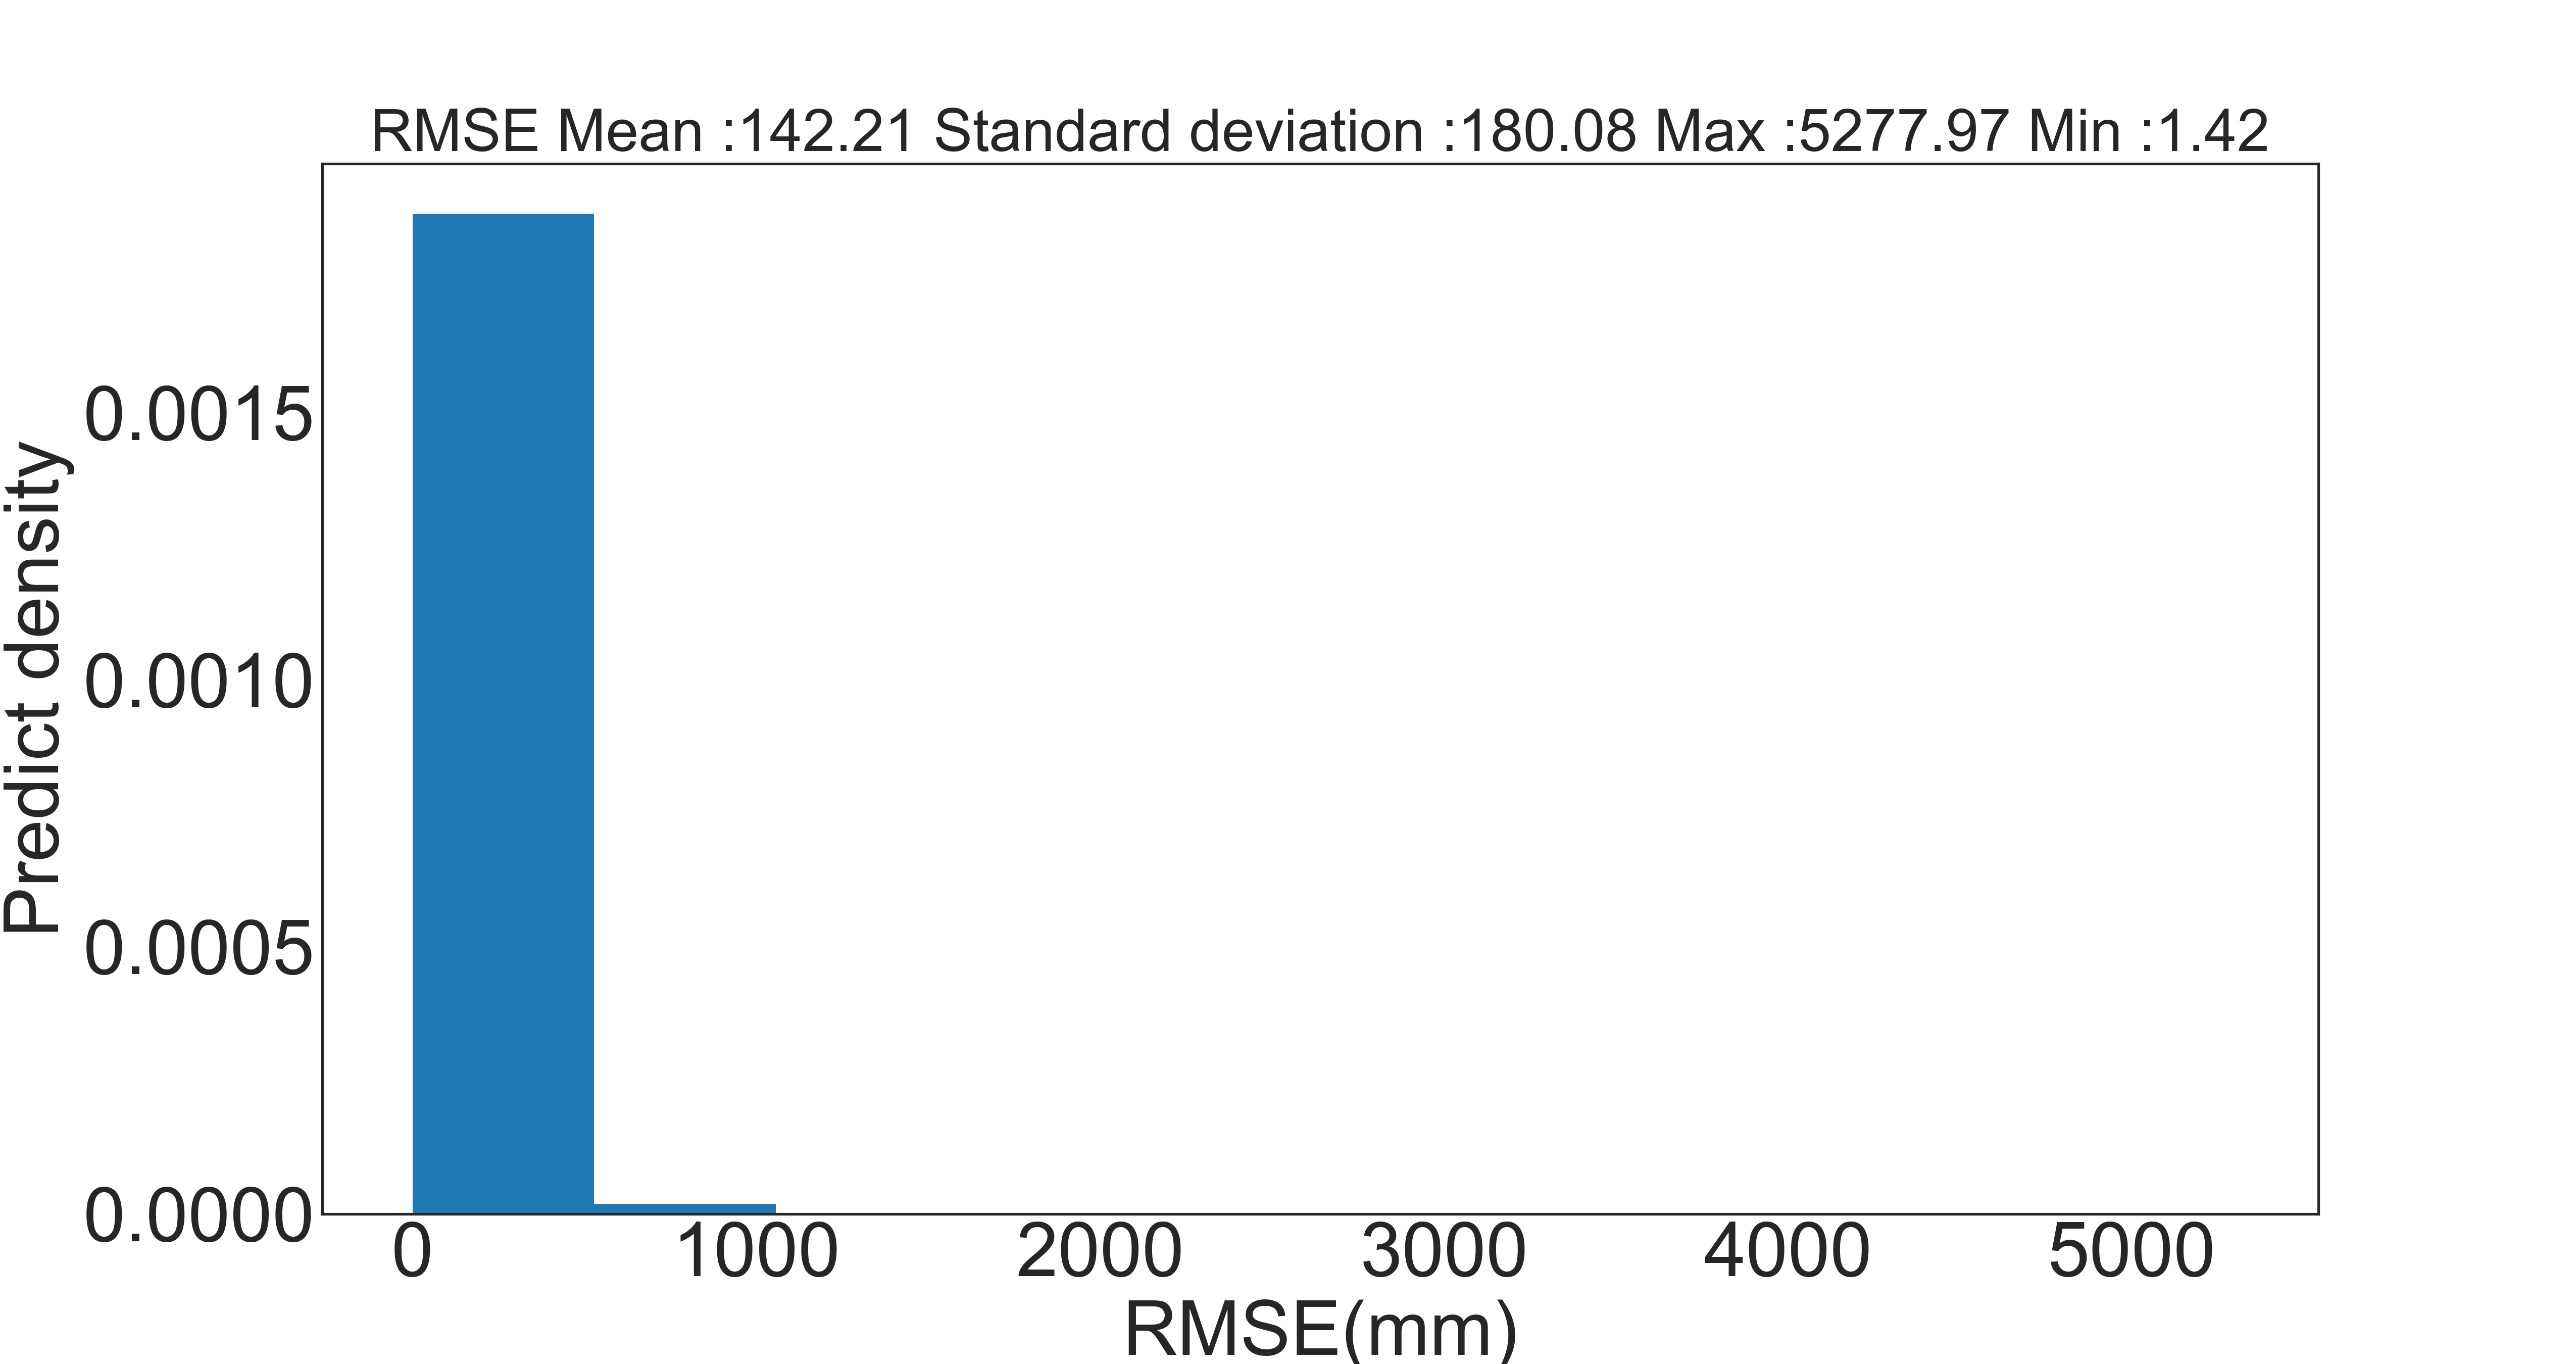 RMSE Mean :142.21 Standard deviation :180.08 Max :5277.97 Min :1.42
Predict density
0.0015
0.0010
0.0005
0.0000
0 1000 2000 3000 4000 5000
RMSE(mm)